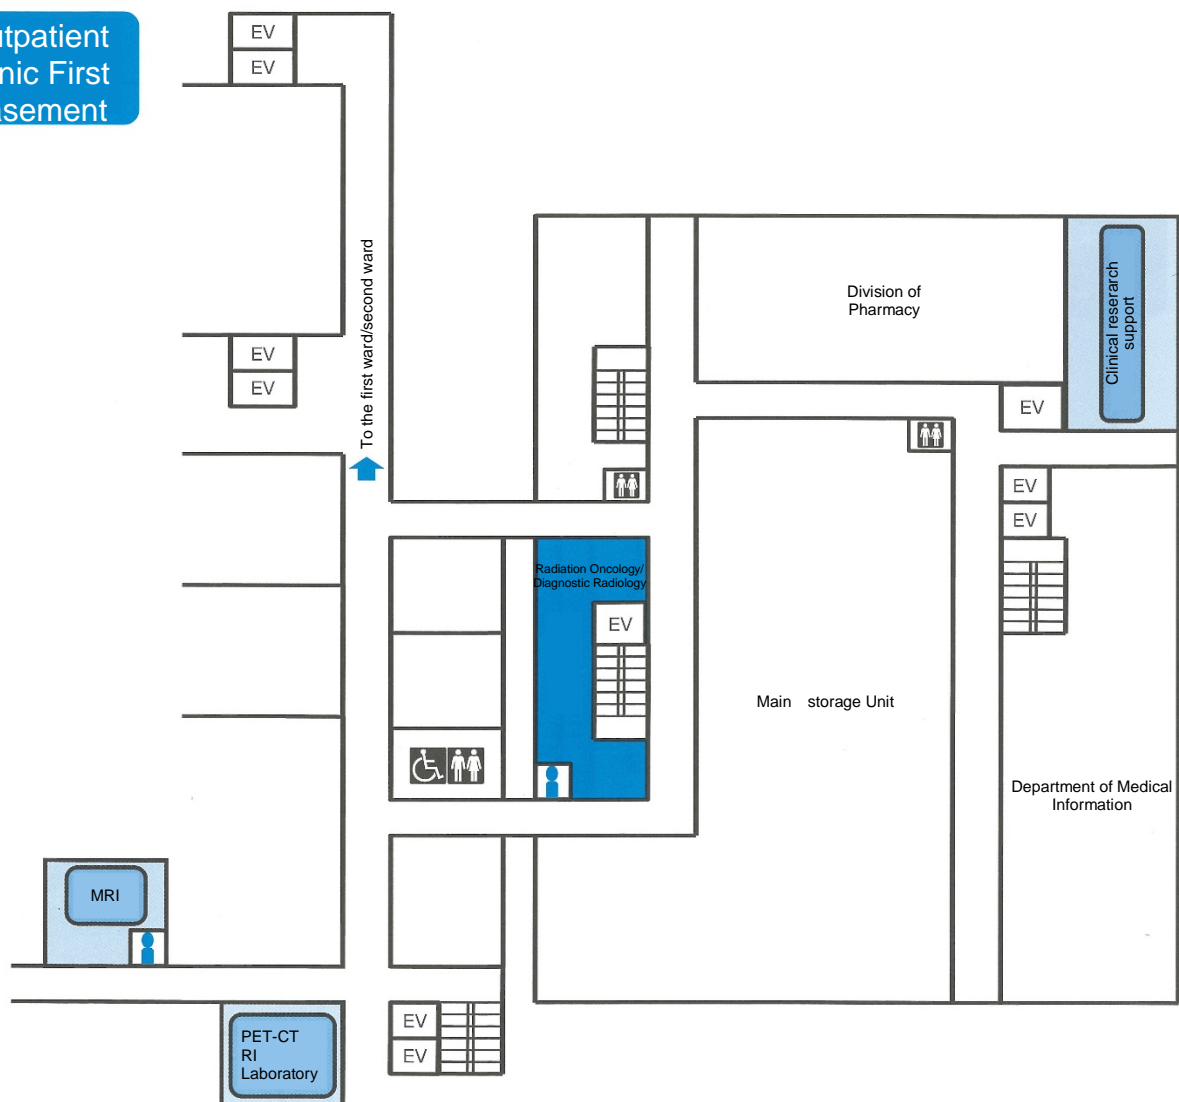 utpatient
nic First
asement
EV
EV
To the first ward/second ward
EV
EV
Division of
Pharmacy
Clinical reserarch
support
EV
EV
EV
Radiation Oncology/
Diagnostic Radiology
EV
Main storage Unit
Department of Medical
Information
MRI
PET-CT
RI
Laboratory
EV
EV